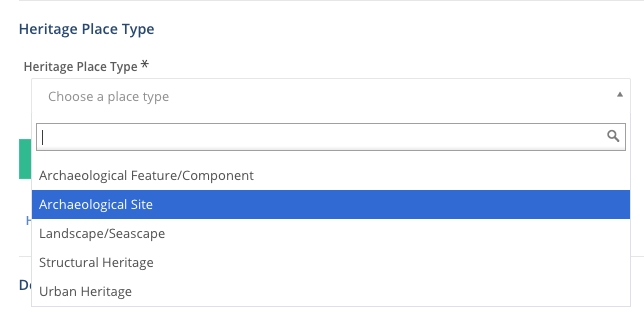 Heritage Place Type
Heritage Place Type *
Choose a place type
Archaeological Feature/Component
Archaeological Site
Landscape/Seascape
Structural Heritage
Urban Heritage